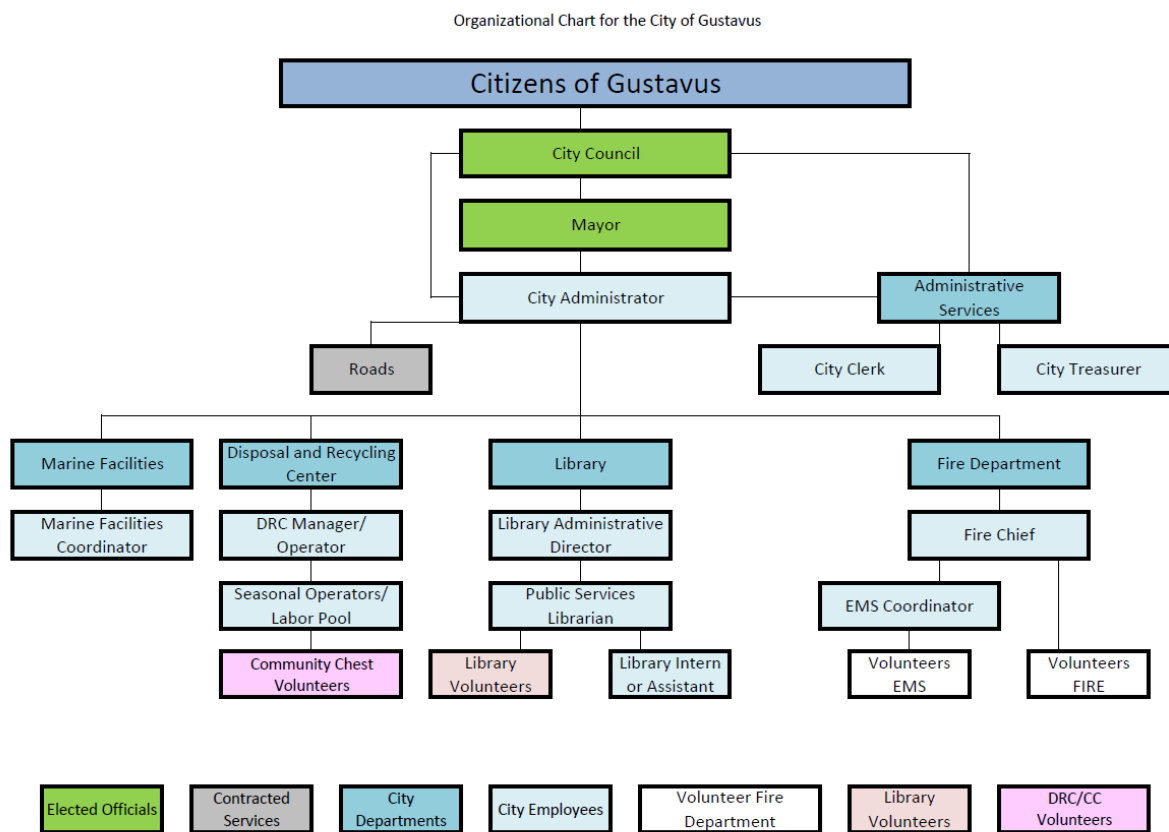 Organizational Chart for the City of Gustavus
Citizens of Gustavus
City Council
Mayor
City Administrator
Administrative
Services
Roads
City Clerk
City Treasurer
Marine Facilities
Disposal and Recycling
Center
Library
Fire Department
Marine Facilities
Coordinator
DRC Manager/
Operator
Library Administrative
Director
Fire Chief
Seasonal Operators/
Labor Pool
Public Services
Librarian
EMS Coordinator
Community Chest
Volunteers
Library
Volunteers
Library Intern
or Assistant
Volunteers
EMS
Volunteers
FIRE
Elected Officials
Contracted
Services
City
Departments
City Employees
Volunteer Fire
Department
Library
Volunteers
DRC/CC
Volunteers